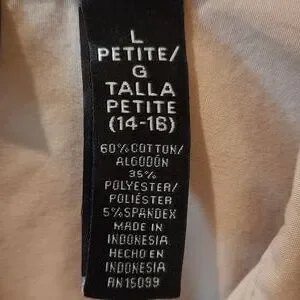 L
PETITE/
G
TALLA
PETITE
(14-16)
60% COTTON/
ALGODÓN
35%
POLYESTER/
POLIÉSTER
5% SPANDEX
MADE IN
INDONESIA
HECHO EN
INDONESIA
RN 15099